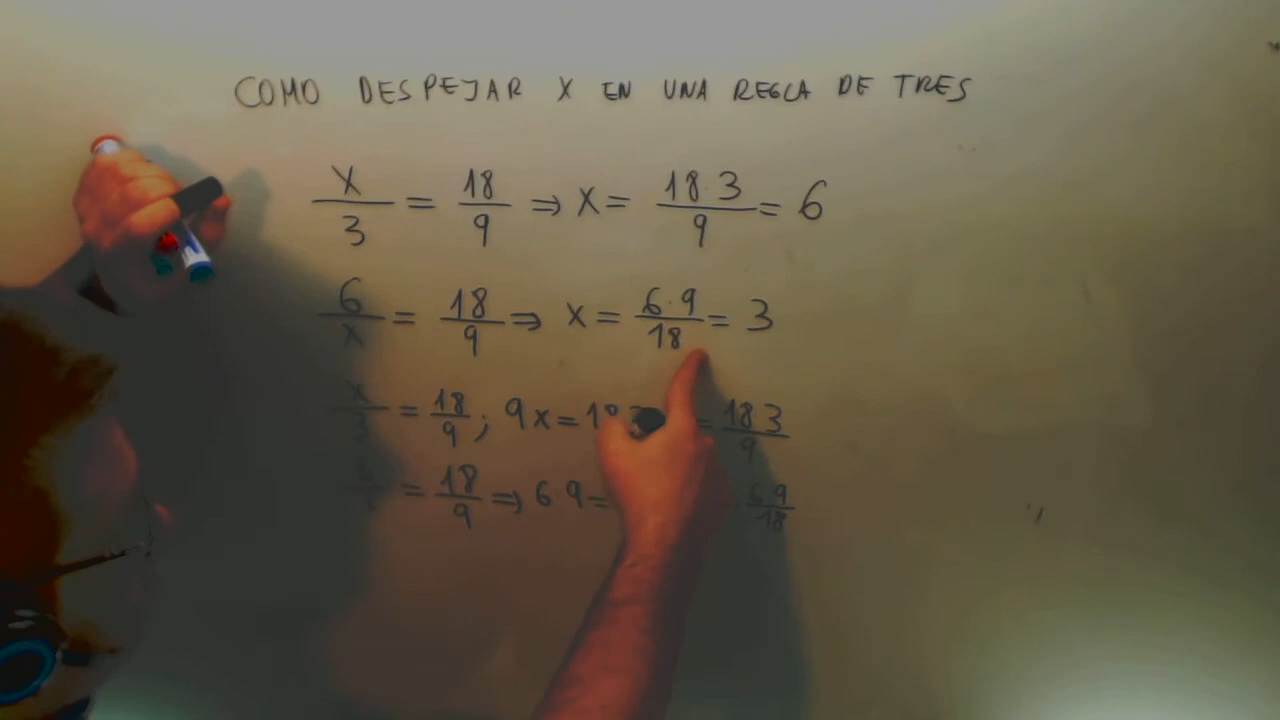 COMO DESPEJAR X EN UNA REGLA DE TRES
x/3 = 18/9 ⇒ x = 18·3/9 = 6
6/x = 18/9 ⇒ x = 6·9/18 = 3
x/3 = 18/9 ; 9x = = 18 3/9
= 18/9 ⇒ 6·9 = 6 9/18